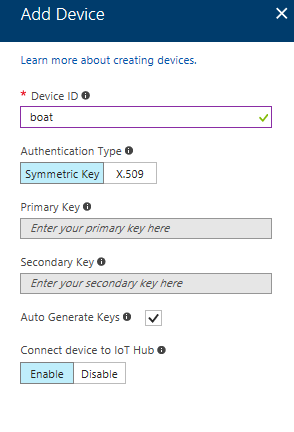 Add Device
Learn more about creating devices.
* Device ID
boat
Authentication Type
Symmetric Key X.509
Primary Key
Enter your primary key here
Secondary Key
Enter your secondary key here
Auto Generate Keys
Connect device to IoT Hub
Enable Disable